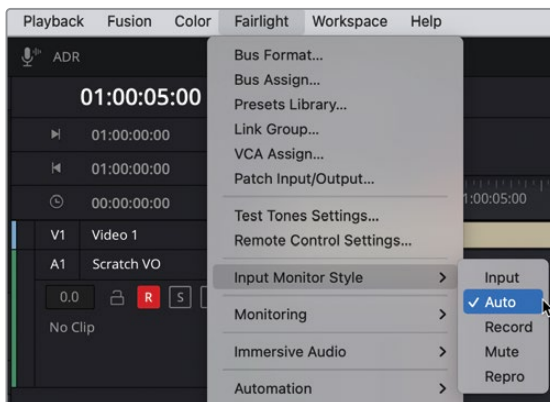 Playback Fusion Color Fairlight Workspace Help
ADR
01:00:05:00
01:00:00:00
01:00:00:00
00:00:00:00
V1 Video 1
A1 Scratch VO
0.0 R S
No Clip
Bus Format...
Bus Assign...
Presets Library...
Link Group...
VCA Assign...
Patch Input/Output...
Test Tones Settings...
Remote Control Settings...
Input Monitor Style
Monitoring
Immersive Audio
Automation
1:00:05:00
Input
Auto
Record
Mute
Repro